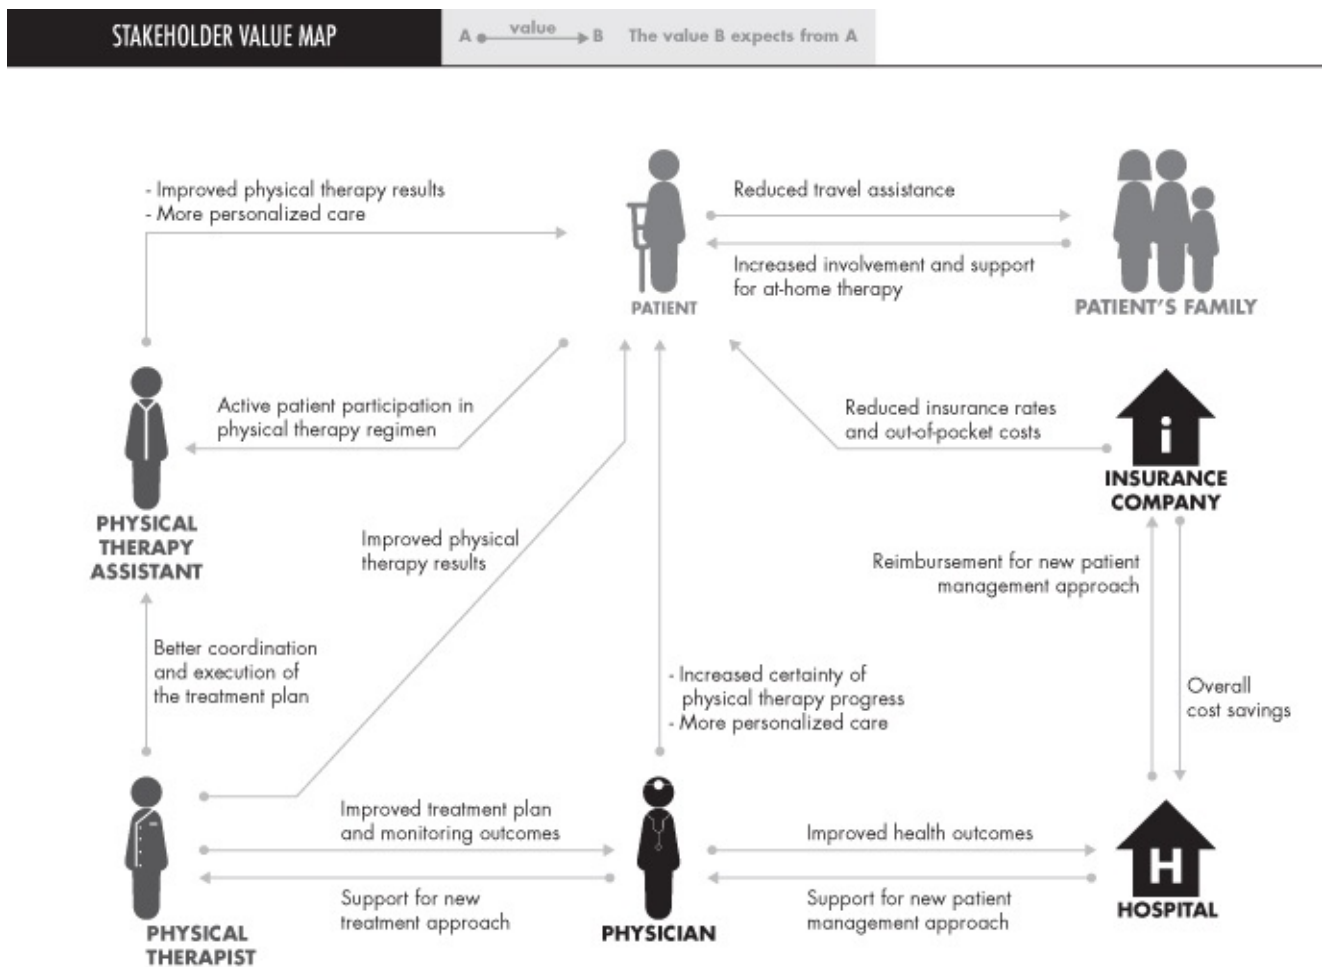 STAKEHOLDER VALUE MAP
A value B The value B expects from A
- Improved physical therapy results
- More personalized care
PATIENT
Reduced travel assistance
Increased involvement and support
for at-home therapy
PATIENT'S FAMILY
Active patient participation in
physical therapy regimen
PHYSICAL
THERAPY
ASSISTANT
Reduced insurance rates
and out-of-pocket costs
i
INSURANCE
COMPANY
Improved physical
therapy results
Reimbursement for new patient
management approach
Better coordination
and execution of
the treatment plan
- Increased certainty of
physical therapy progress
- More personalized care
Overall
cost savings
PHYSICAL
THERAPIST
Improved treatment plan
and monitoring outcomes
Support for new
treatment approach
PHYSICIAN
Improved health outcomes
Support for new patient
management approach
H
HOSPITAL